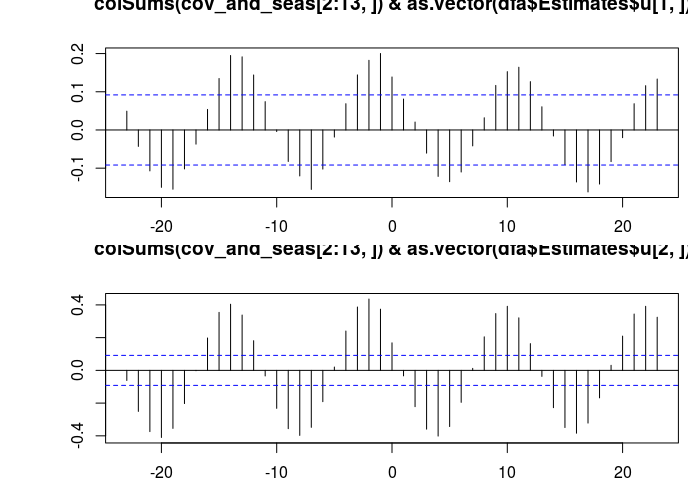 colSums(cov_and_seas[2:13, ]) & as.vector(dfa$Estimates$u[1, ])
0.2
0.1
0.0
-0.1
-20 -10 0 10 20
colSums(cov_and_seas[2:13, ]) & as.vector(dfa$Estimates$u[2, ])
0.4
0.0
-0.4
-20 -10 0 10 20